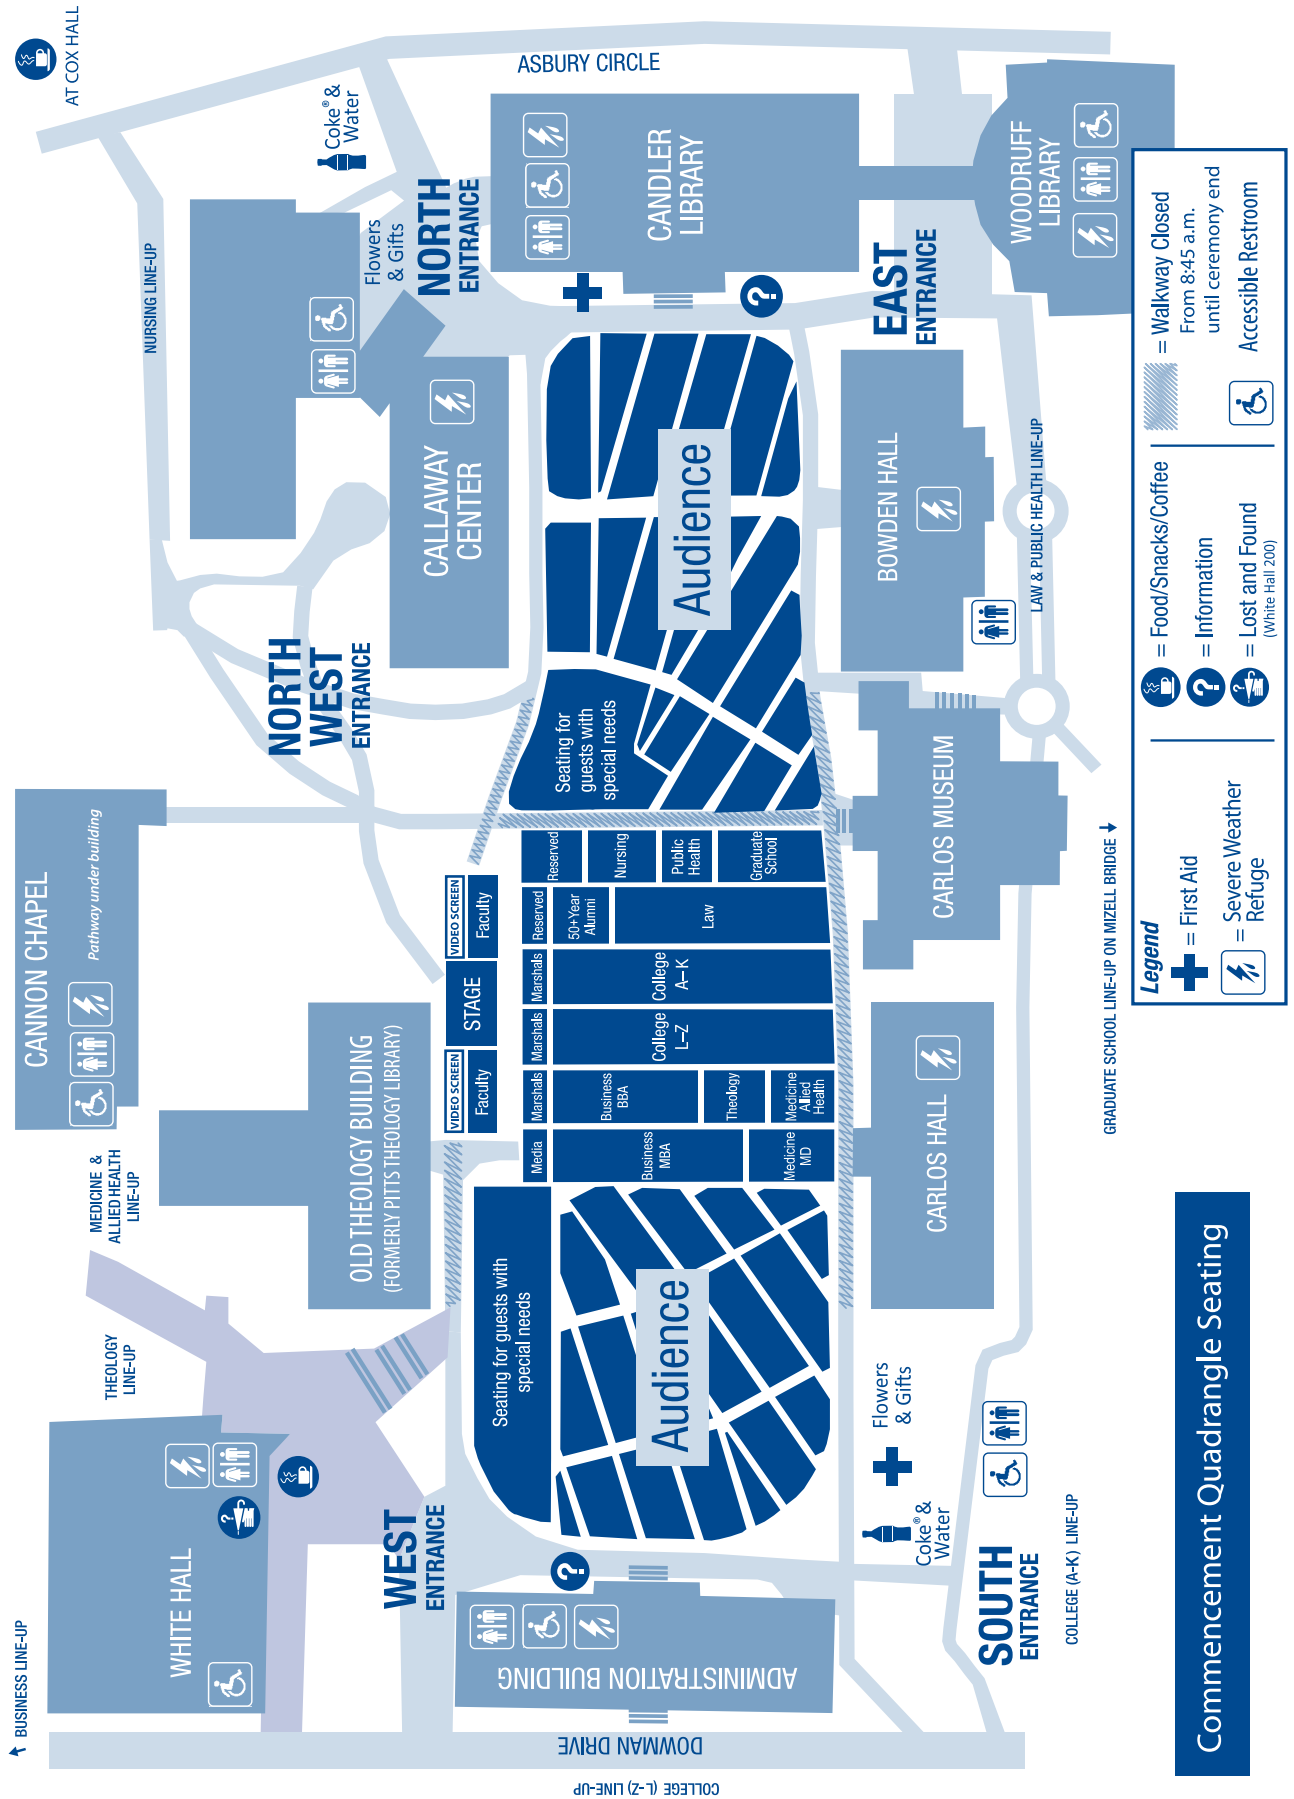 BUSINESS LINE-UP
WHITE HALL
THEOLOGY
LINE-UP
MEDICINE &
ALLIED HEALTH
LINE-UP
CANNON CHAPEL
Pathway under building
OLD THEOLOGY BUILDING
(FORMERLY PITTS THEOLOGY LIBRARY)
NORTH
WEST
ENTRANCE
NURSING LINE-UP
AT COX HALL
Coke® &
Water
Flowers
& Gifts
NORTH
ENTRANCE
ASBURY CIRCLE
CALLAWAY
CENTER
CANDLER
LIBRARY
WEST
ENTRANCE
ADMINISTRATION BUILDING
DOWMAN DRIVE
COLLEGE (L-Z) LINE-UP
Seating for guests with
special needs
Audience
VIDEO SCREEN
Faculty
STAGE
VIDEO SCREEN
Faculty
Media
Marshals
Marshals
Marshals
Reserved
Reserved
Business
MBA
Medicine
MD
Business
BBA
Theology
Medicine
Allied
Health
College
L–Z
College
A–K
50+Year
Alumni
Law
Nursing
Public
Health
Graduate
School
Seating for
guests with
special needs
Audience
EAST
ENTRANCE
WOODRUFF
LIBRARY
BOWDEN HALL
LAW & PUBLIC HEALTH LINE-UP
CARLOS MUSEUM
CARLOS HALL
Flowers
& Gifts
Coke® &
Water
SOUTH
ENTRANCE
COLLEGE (A-K) LINE-UP
GRADUATE SCHOOL LINE-UP ON MIZELL BRIDGE
Legend
= First Aid
= Severe Weather
Refuge
= Food/Snacks/Coffee
= Information
= Lost and Found
(White Hall 200)
= Walkway Closed
From 8:45 a.m.
until ceremony end
Accessible Restroom
Commencement Quadrangle Seating